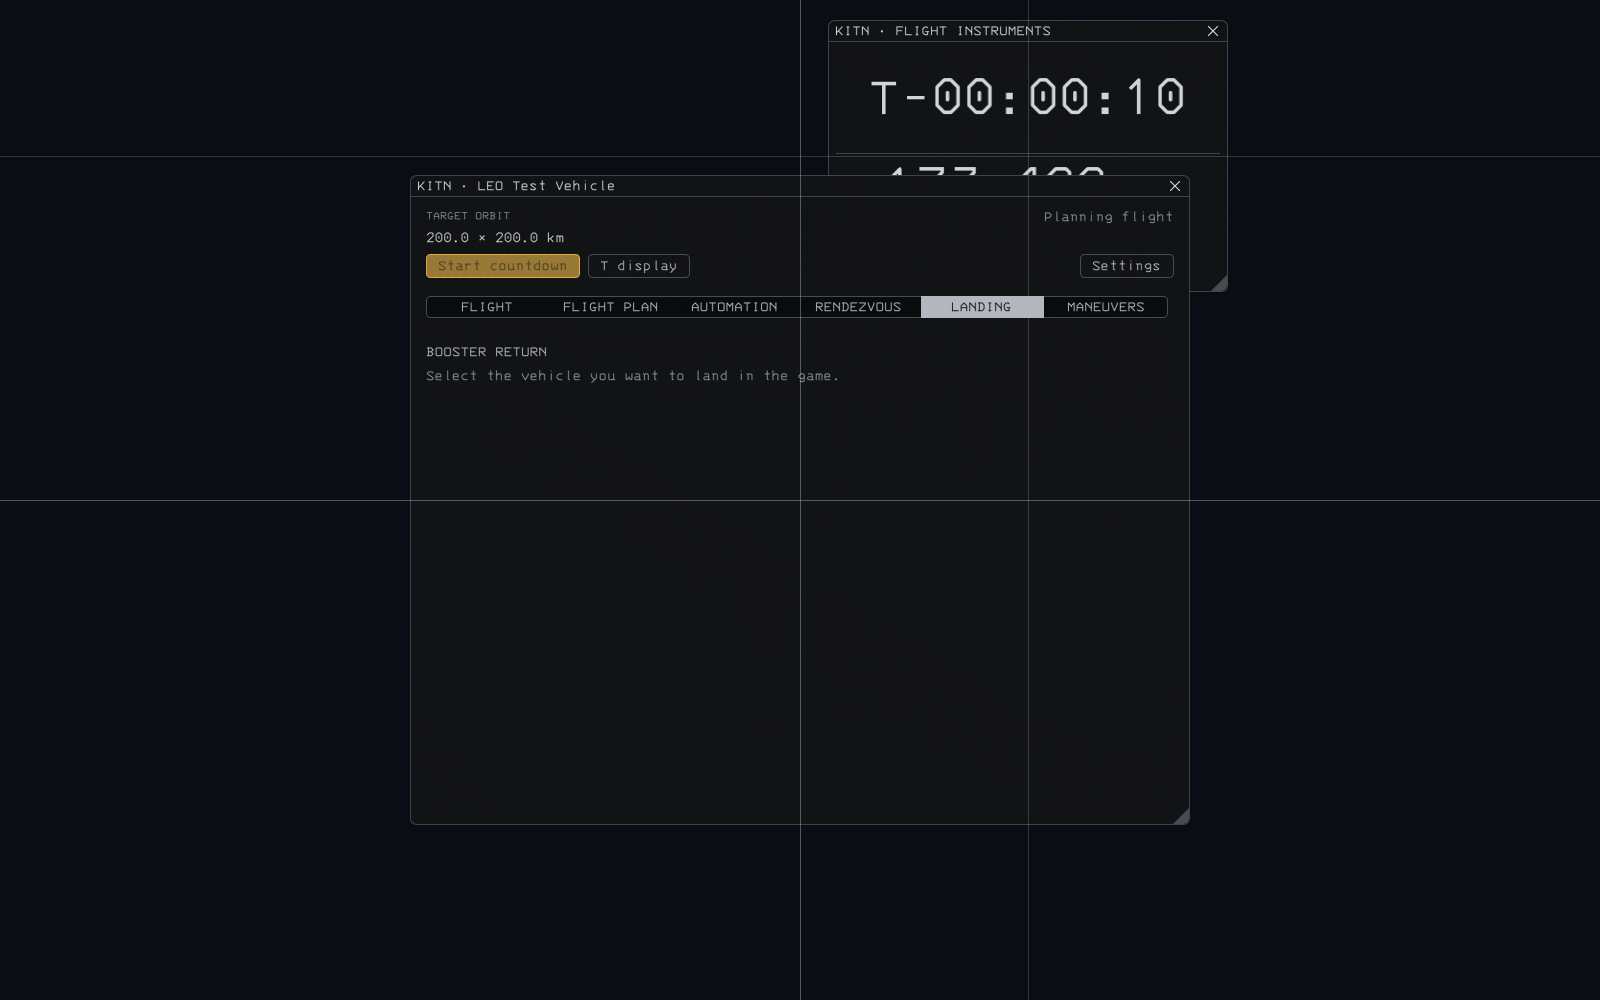 KITN · FLIGHT INSTRUMENTS
T-00:00:10
KITN · LEO Test Vehicle
TARGET ORBIT
Planning flight
200.0 × 200.0 km
Start countdown
T display
Settings
FLIGHT
FLIGHT PLAN
AUTOMATION
RENDEZVOUS
LANDING
MANEUVERS
BOOSTER RETURN
Select the vehicle you want to land in the game.